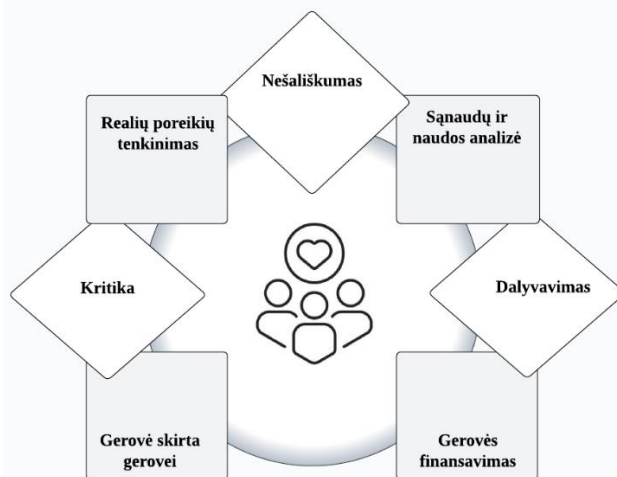 Nešališkumas
Realių poreikių
tenkinimas
Sąnaudų ir
naudos analizė
Kritika
Dalyvavimas
Gerovė skirta
gerovei
Gerovės
finansavimas